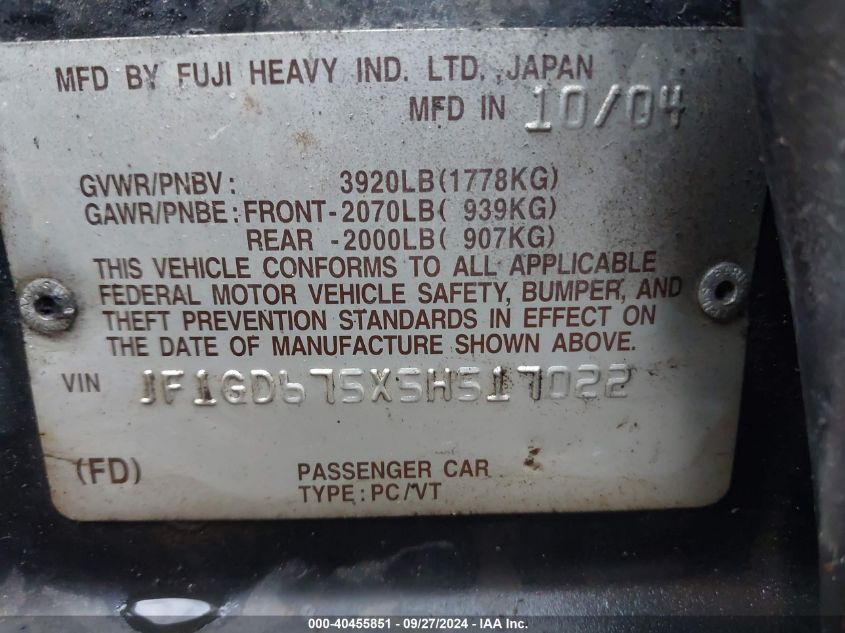 MFD BY FUJI HEAVY IND. LTD. ,JAPAN
MFD IN 10/04
GVWR/PNBV : 3920LB(1778KG)
GAWR/PNBE : FRONT-2070LB( 939KG)
REAR -2000LB( 907KG)
THIS VEHICLE CONFORMS TO ALL APPLICABLE
FEDERAL MOTOR VEHICLE SAFETY, BUMPER, AND
THEFT PREVENTION STANDARDS IN EFFECT ON
THE DATE OF MANUFACTURE SHOWN ABOVE.
VIN JF1GD675X5H517022
(FD) PASSENGER CAR
TYPE : PC/VT
000-40455851 - 09/27/2024 - IAA Inc.